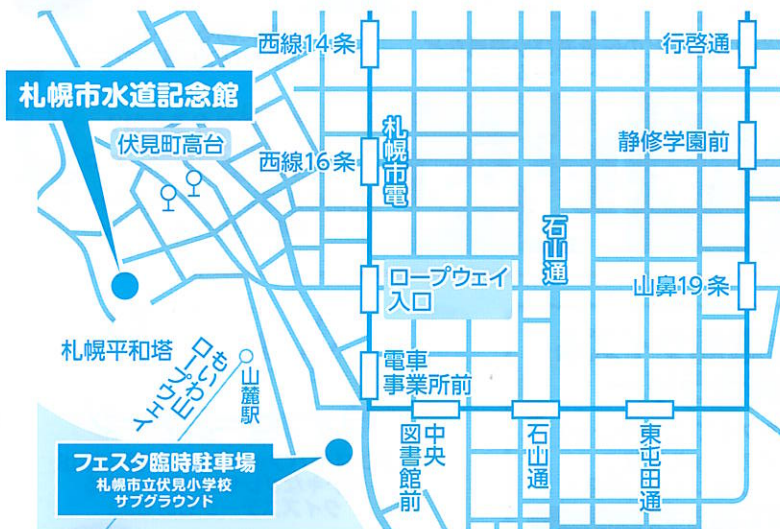 西線14条
行啓通
札幌市水道記念館
伏見町高台
西線16条
札幌市電
静修学園前
石山通
ロープウェイ
入口
山鼻19条
札幌平和塔
もいわ山
ロープウェイ
山麓駅
電車
事業所前
中央
図書館前
石山通
東屯田通
フェスタ臨時駐車場
札幌市立伏見小学校
サブグラウンド